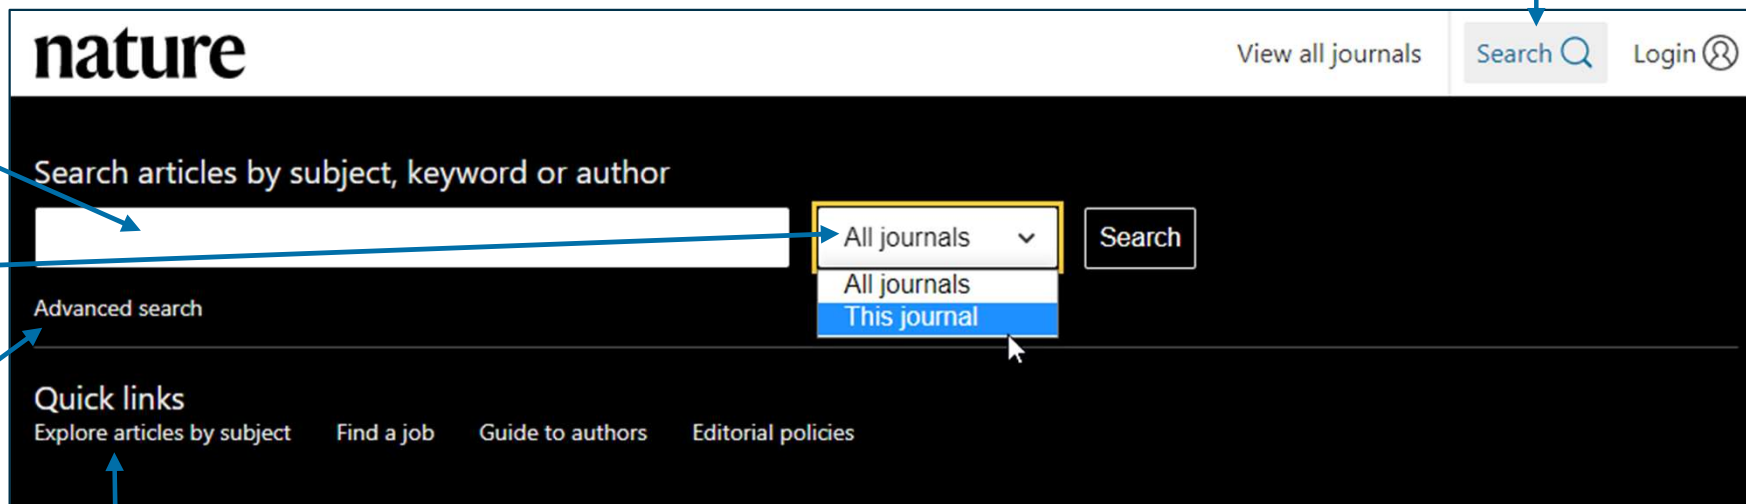 nature
View all journals
Search
Login
Search articles by subject, keyword or author
All journals
Search
All journals
This journal
Advanced search
Quick links
Explore articles by subject
Find a job
Guide to authors
Editorial policies